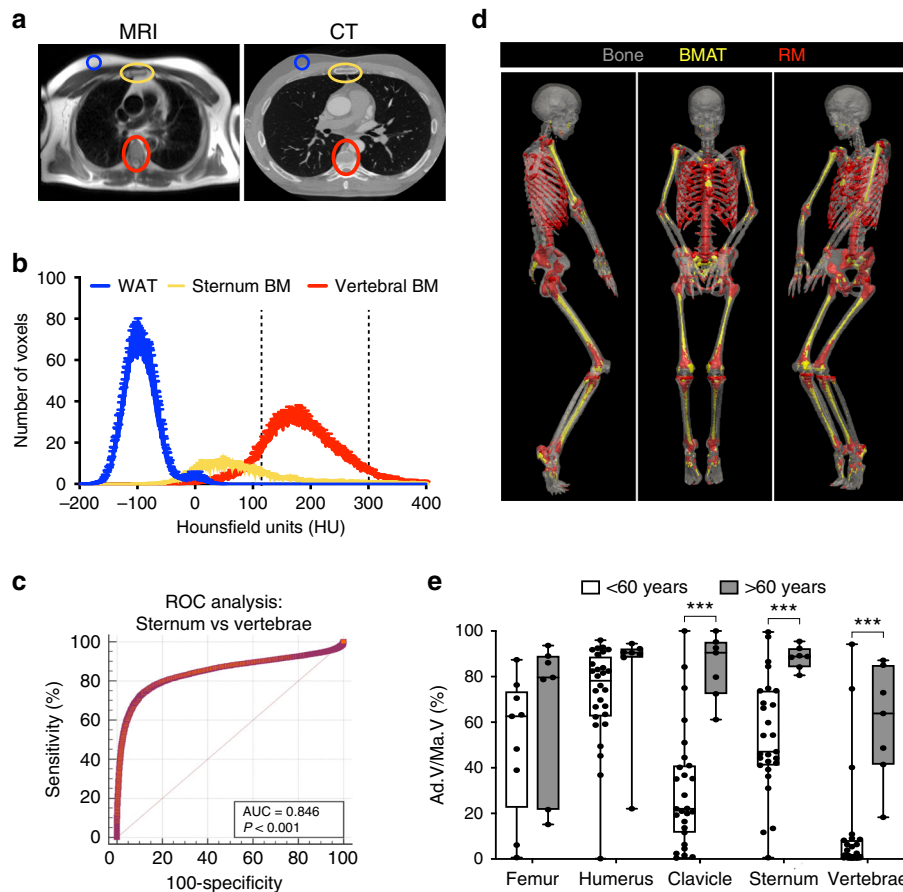 a
MRI
CT
b
WAT
Sternum BM
Vertebral BM
100
80
60
40
20
0
Number of voxels
–200
–100
0
100
200
300
400
Hounsfield units (HU)
c
ROC analysis:
Sternum vs vertebrae
100
80
60
40
20
0
Sensitivity (%)
AUC = 0.846
P < 0.001
0
20
40
60
80
100
100-specificity
d
Bone
BMAT
RM
e
<60 years
>60 years
***
***
***
100
80
60
40
20
0
Ad.V/Ma.V (%)
Femur
Humerus
Clavicle
Sternum
Vertebrae